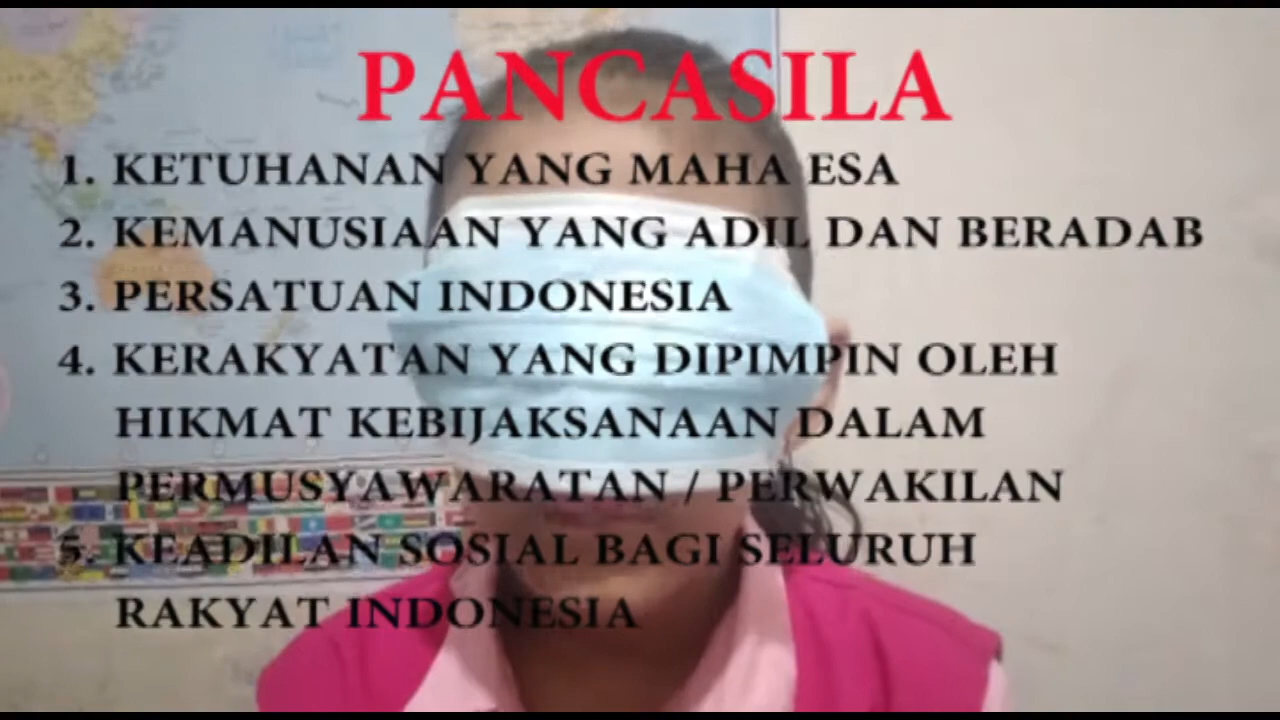 PANCASILA
1. KETUHANAN YANG MAHA ESA
2. KEMANUSIAAN YANG ADIL DAN BERADAB
3. PERSATUAN INDONESIA
4. KERAKYATAN YANG DIPIMPIN OLEH
HIKMAT KEBIJAKSANAAN DALAM
PERMUSYAWARATAN / PERWAKILAN
5. KEADILAN SOSIAL BAGI SELURUH
RAKYAT INDONESIA